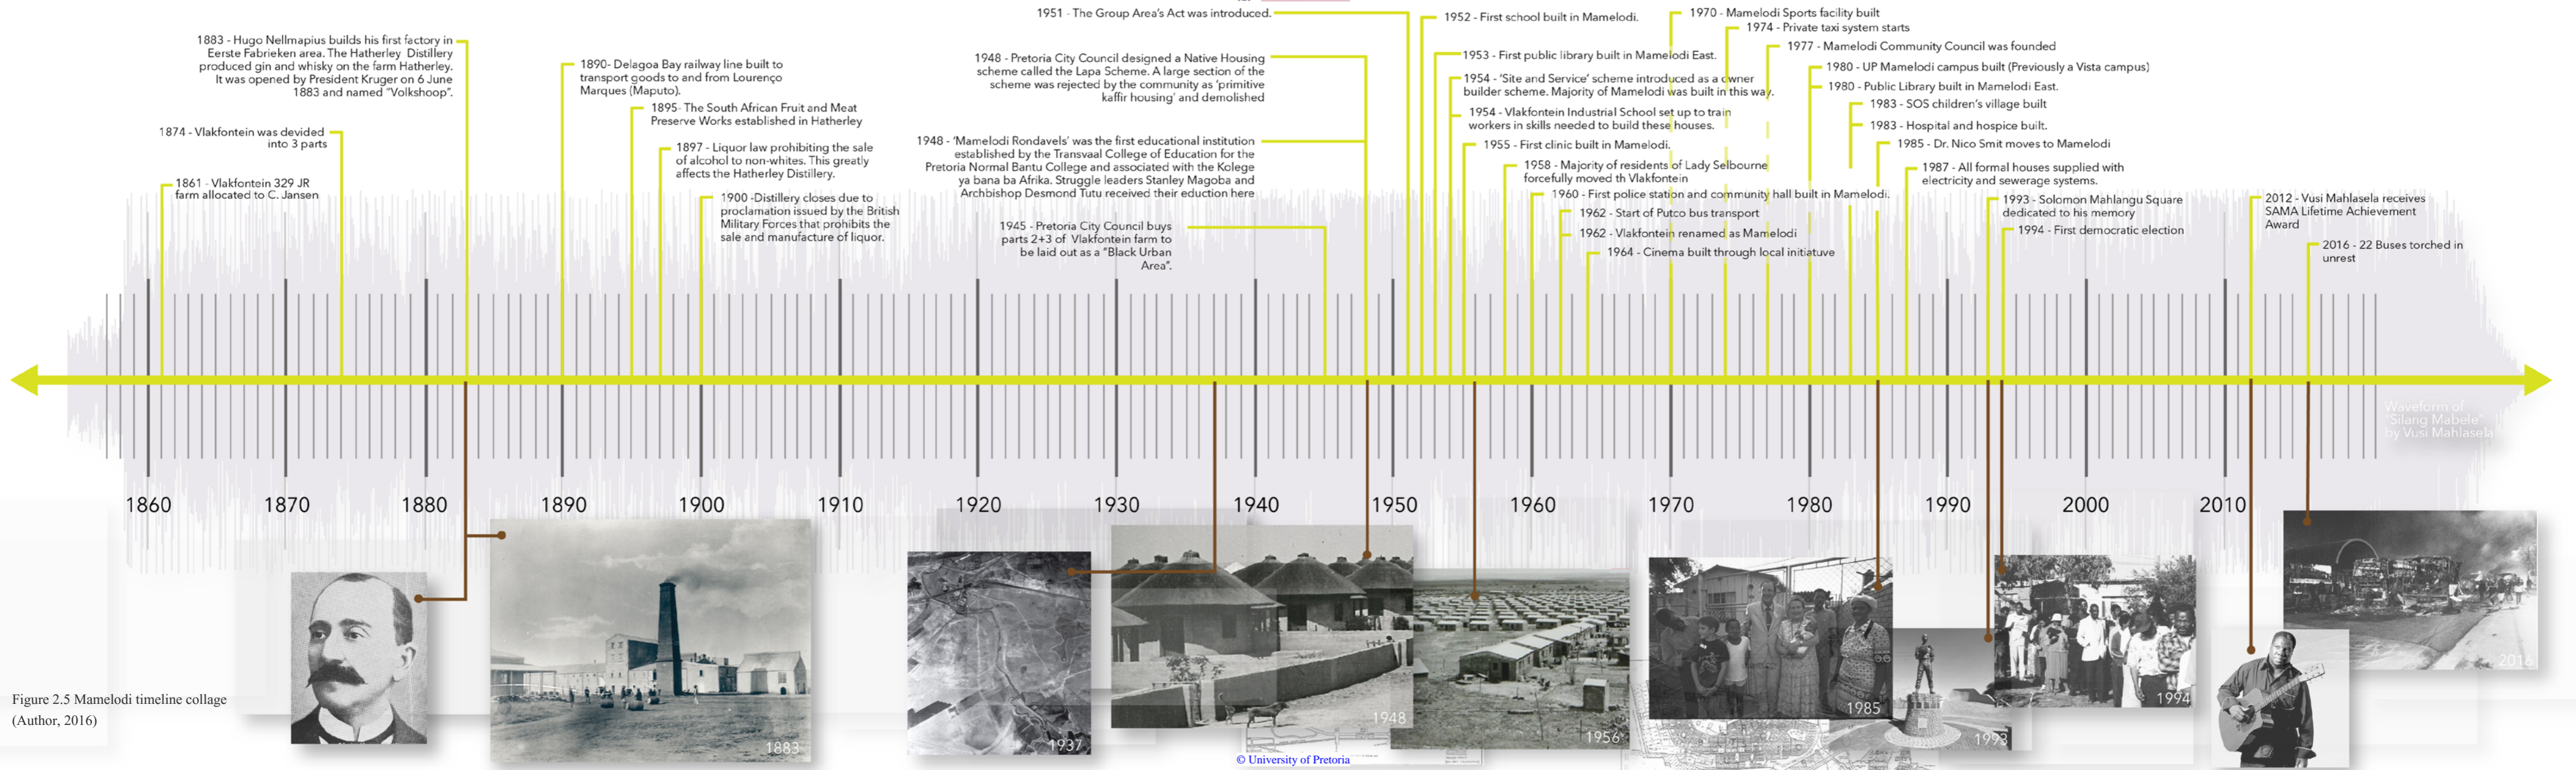 1883 - Hugo Nellmapius builds his first factory in
Eerste Fabrieken area. The Hatherley Distillery
produced gin and whisky on the farm Hatherley.
It was opened by President Kruger on 6 June
1883 and named "Volkshoop".
1874 - Vlakfontein was devided
into 3 parts
1861 - Vlakfontein 329 JR
farm allocated to C. Jansen
1890- Delagoa Bay railway line built to
transport goods to and from Lourenço
Marques (Maputo).
1895- The South African Fruit and Meat
Preserve Works established in Hatherley
1897 - Liquor law prohibiting the sale
of alcohol to non-whites. This greatly
affects the Hatherley Distillery.
1900 -Distillery closes due to
proclamation issued by the British
Military Forces that prohibits the
sale and manufacture of liquor.
1951 - The Group Area's Act was introduced.
1948 - Pretoria City Council designed a Native Housing
scheme called the Lapa Scheme. A large section of the
scheme was rejected by the community as 'primitive
kaffir housing' and demolished
1948 - 'Mamelodi Rondavels' was the first educational institution
established by the Transvaal College of Education for the
Pretoria Normal Bantu College and associated with the Kolege
ya bana ba Afrika. Struggle leaders Stanley Magoba and
Archbishop Desmond Tutu received their eduction here
1945 - Pretoria City Council buys
parts 2+3 of Vlakfontein farm to
be laid out as a "Black Urban
Area".
1952 - First school built in Mamelodi.
1953 - First public library built in Mamelodi East.
1954 - 'Site and Service' scheme introduced as a owner
builder scheme. Majority of Mamelodi was built in this way.
1954 - Vlakfontein Industrial School set up to train
workers in skills needed to build these houses.
1955 - First clinic built in Mamelodi.
1958 - Majority of residents of Lady Selbourne
forcefully moved th Vlakfontein
1960 - First police station and community hall built in Mamelodi.
1962 - Start of Putco bus transport
1962 - Vlakfontein renamed as Mamelodi
1964 - Cinema built through local initiatuve
1970 - Mamelodi Sports facility built
1974 - Private taxi system starts
1977 - Mamelodi Community Council was founded
1980 - UP Mamelodi campus built (Previously a Vista campus)
1980 - Public Library built in Mamelodi East.
1983 - SOS children's village built
1983 - Hospital and hospice built.
1985 - Dr. Nico Smit moves to Mamelodi
1987 - All formal houses supplied with
electricity and sewerage systems.
1993 - Solomon Mahlangu Square
dedicated to his memory
1994 - First democratic election
2012 - Vusi Mahlasela receives
SAMA Lifetime Achievement
Award
2016 - 22 Buses torched in
unrest
Waveform of
"Silang Mabele"
by Vusi Mahlasela
1860 1870 1880 1890 1900 1910 1920 1930 1940 1950 1960 1970 1980 1990 2000 2010
1883
1937
1948
1956
1985
1993
1994
2016
Figure 2.5 Mamelodi timeline collage
(Author, 2016)
© University of Pretoria